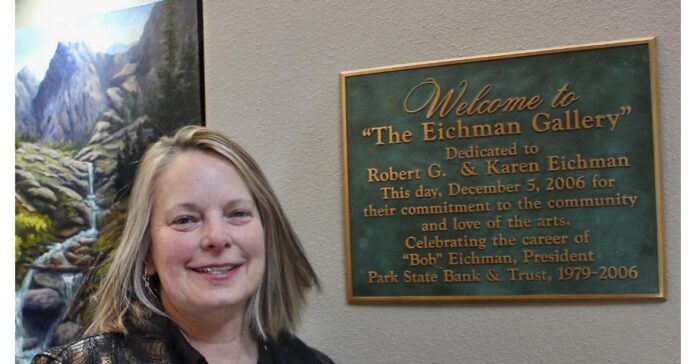 Welcome to
"The Eichman Gallery"
Dedicated to
Robert G. & Karen Eichman
This day, December 5, 2006 for
their commitment to the community
and love of the arts.
Celebrating the career of
"Bob" Eichman, President
Park State Bank & Trust, 1979-2006